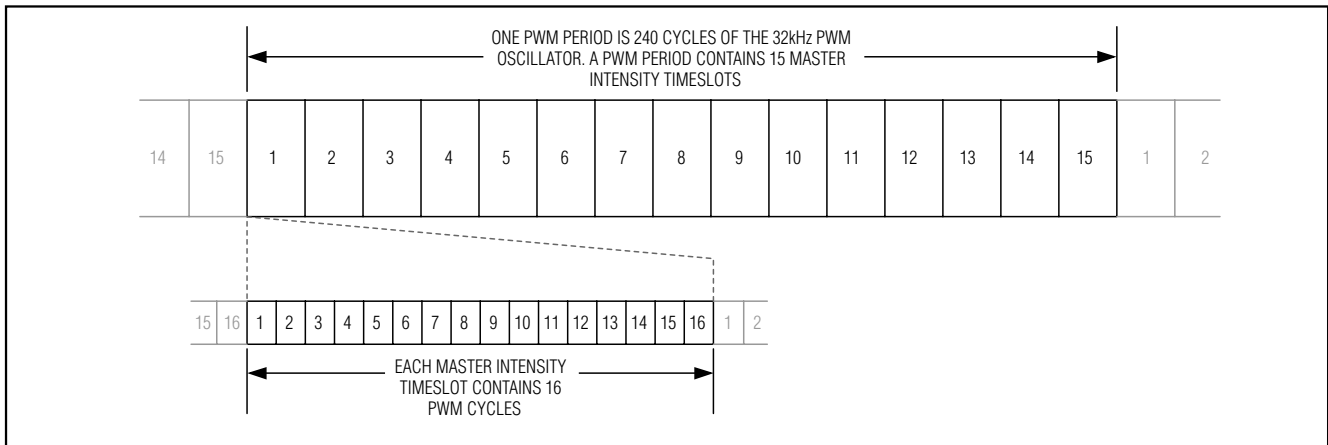 ONE PWM PERIOD IS 240 CYCLES OF THE 32kHz PWM
OSCILLATOR. A PWM PERIOD CONTAINS 15 MASTER
INTENSITY TIMESLOTS
14 15 1 2 3 4 5 6 7 8 9 10 11 12 13 14 15 1 2
15 16 1 2 3 4 5 6 7 8 9 10 11 12 13 14 15 16 1 2
EACH MASTER INTENSITY
TIMESLOT CONTAINS 16
PWM CYCLES